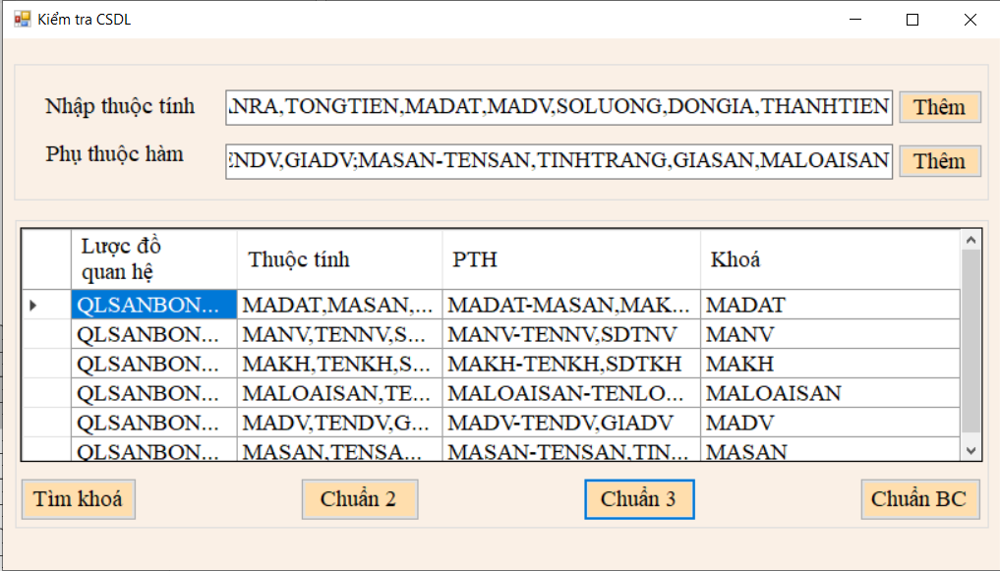 Kiểm tra CSDL
Nhập thuộc tính
ANRA,TONGTIEN,MADAT,MADV,SOLUONG,DONGIA,THANHTIEN
Thêm
Phụ thuộc hàm
ENDV,GIADV;MASAN-TENSAN,TINHTRANG,GIASAN,MALOAISAN
Thêm
Lược đồ quan hệ Thuộc tính PTH Khoá
QLSANBON... MADAT,MASAN,... MADAT-MASAN,MAK... MADAT
QLSANBON... MANV,TENNV,S... MANV-TENNV,SDTNV MANV
QLSANBON... MAKH,TENKH,S... MAKH-TENKH,SDTKH MAKH
QLSANBON... MALOAISAN,TE... MALOAISAN-TENLO... MALOAISAN
QLSANBON... MADV,TENDV,G... MADV-TENDV,GIADV MADV
QLSANBON... MASAN,TENSA... MASAN-TENSAN,TIN... MASAN
Tìm khoá Chuẩn 2 Chuẩn 3 Chuẩn BC